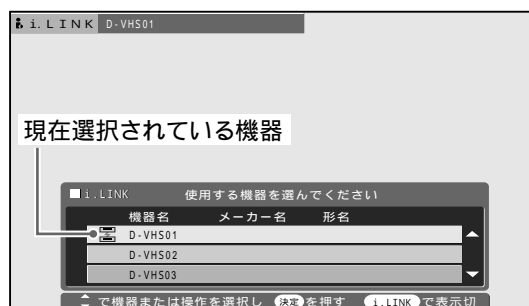 i.LINK D-VHS01
現在選択されている機器
i.LINK 使用する機器を選んでください
機器名 メーカー名 形名
D-VHS01
D-VHS02
D-VHS03
で機器または操作を選択し 決定 を押す i.LINK で表示切